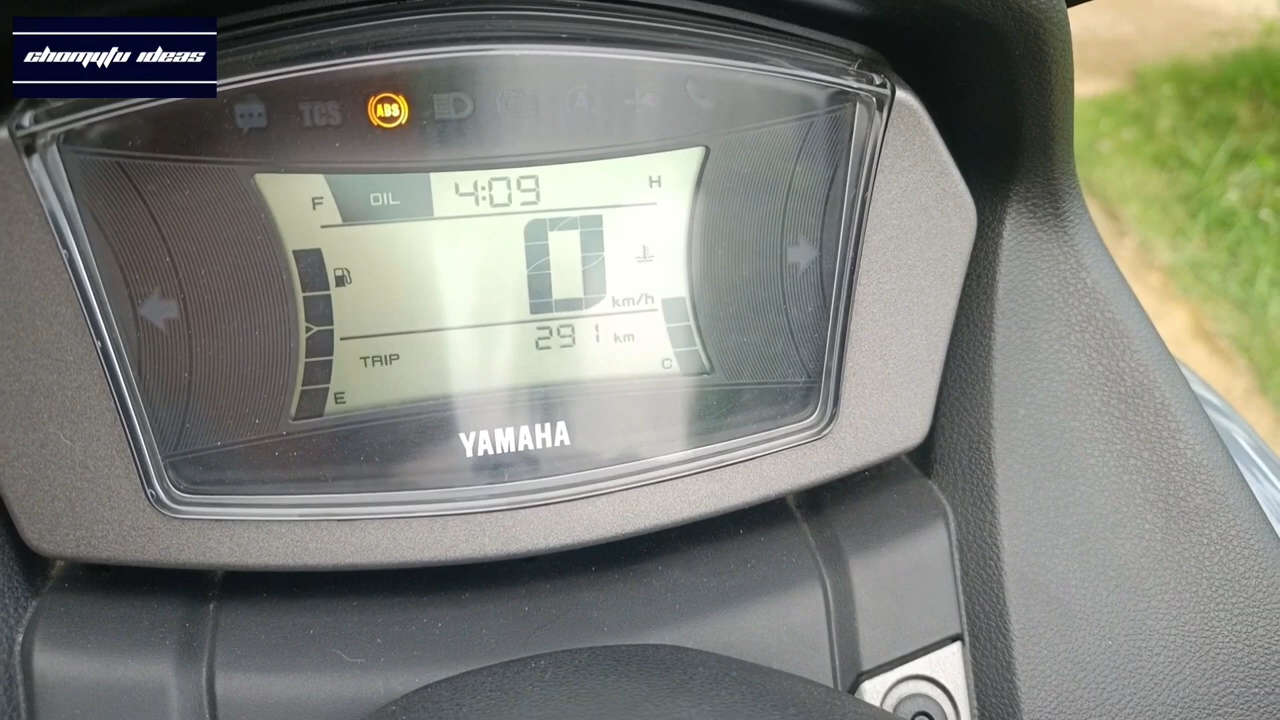 chomytu ideas
TCS
ABS
F OIL 4:09 H
0
km/h
291 km
TRIP
C
E
YAMAHA